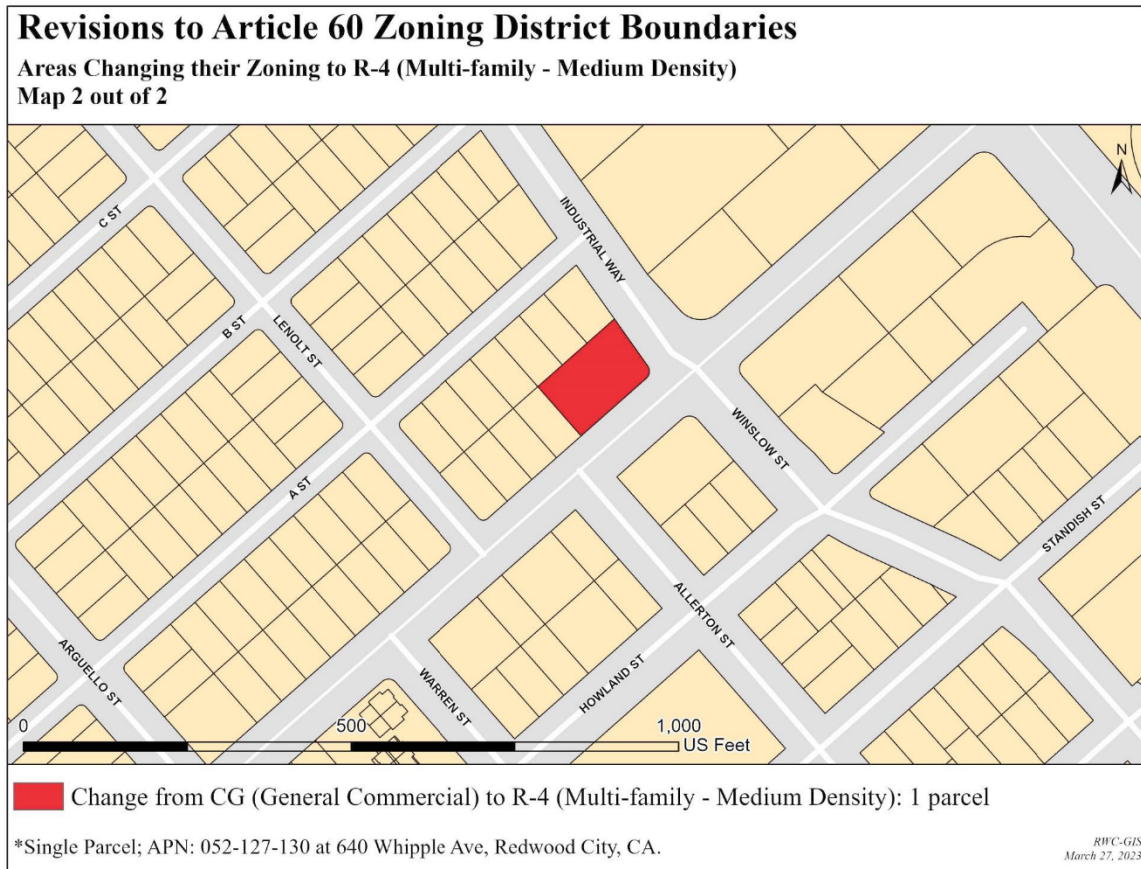 Revisions to Article 60 Zoning District Boundaries
Areas Changing their Zoning to R-4 (Multi-family - Medium Density)
Map 2 out of 2
N
INDUSTRIAL WAY
C ST
B ST
LENOLT ST
WINSLOW ST
A ST
STANDISH ST
ALLERTON ST
ARGUELLO ST
WARREN ST
HOWLAND ST
0 500 1,000
US Feet
Change from CG (General Commercial) to R-4 (Multi-family - Medium Density): 1 parcel
*Single Parcel; APN: 052-127-130 at 640 Whipple Ave, Redwood City, CA.
RWC-GIS
March 27, 2023